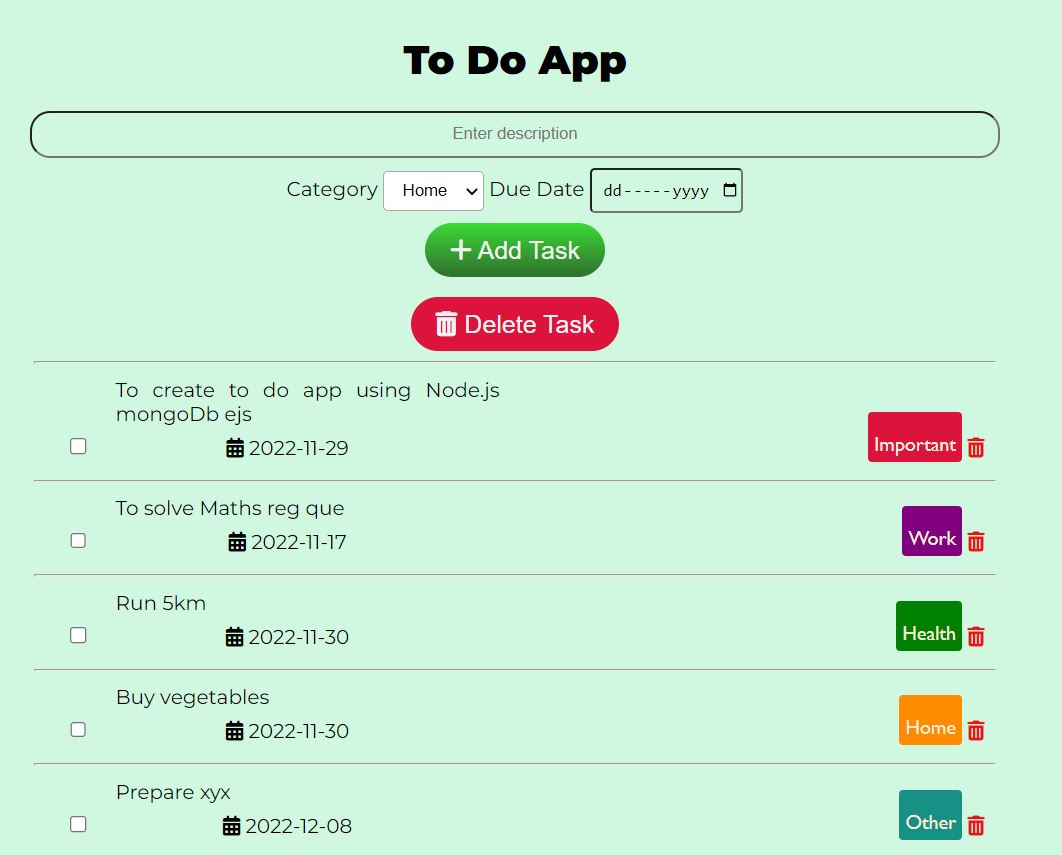 To Do App
Enter description
Category Home Due Date dd-----yyyy
Add Task
Delete Task
To create to do app using Node.js
mongoDb ejs
2022-11-29 Important
To solve Maths reg que
2022-11-17 Work
Run 5km
2022-11-30 Health
Buy vegetables
2022-11-30 Home
Prepare xyx
2022-12-08 Other